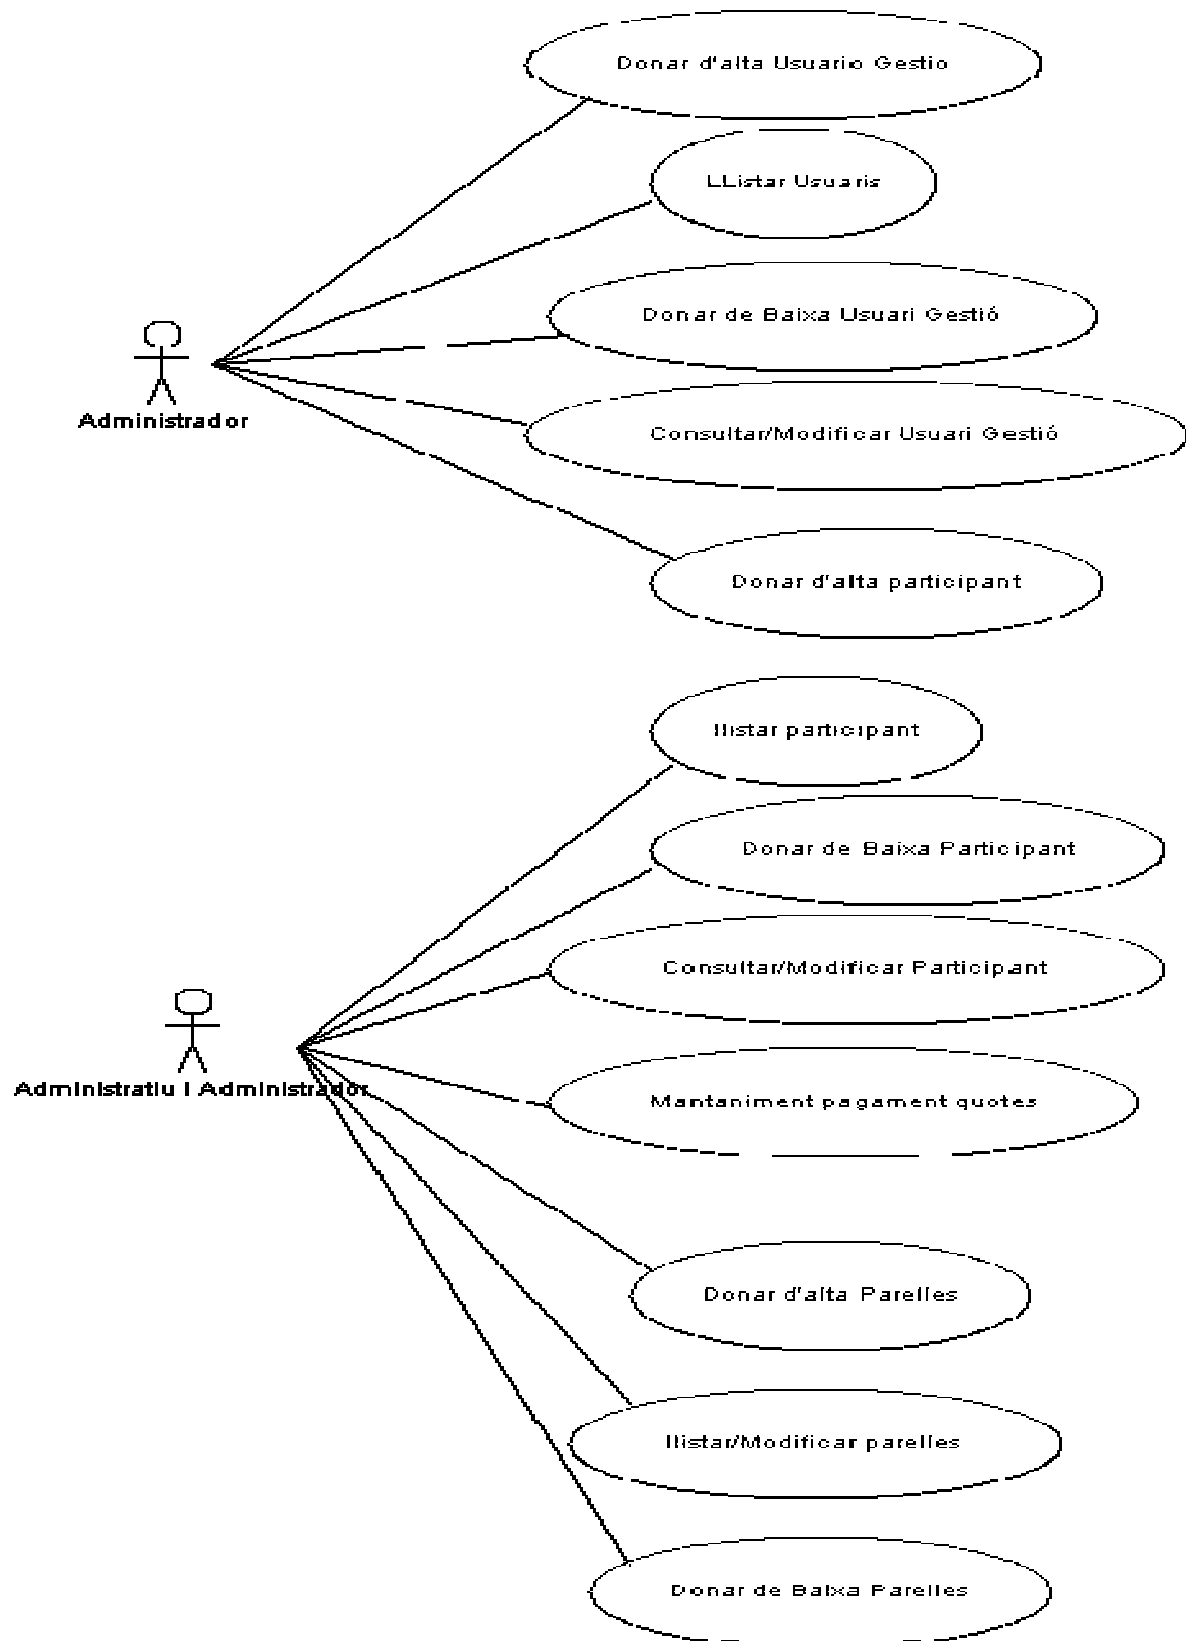 Donar d'alta Usuario Gestio
LListar Usuaris
Donar de Baixa Usuari Gestió
Administrador
Consultar/Modificar Usuari Gestió
Donar d'alta participant
llistar participant
Donar de Baixa Participant
Consultar/Modificar Participant
Administratiu i Administrador
Mantaniment pagament quotes
Donar d'alta Parelles
llistar/Modificar parelles
Donar de Baixa Parelles